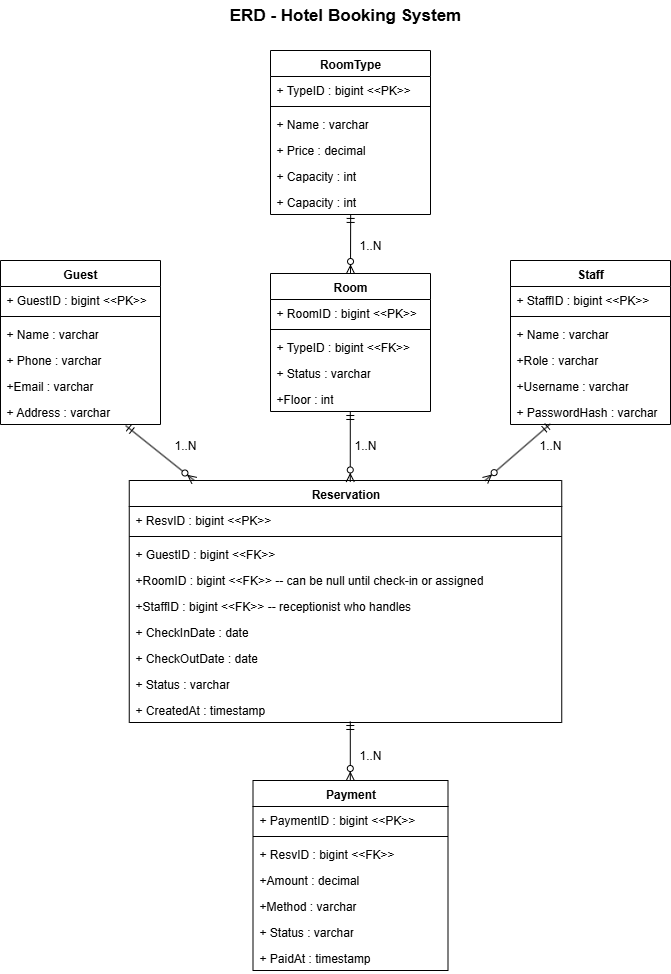 ERD - Hotel Booking System
RoomType
+ TypeID : bigint <<PK>>
+ Name : varchar
+ Price : decimal
+ Capacity : int
+ Capacity : int
1..N
Guest
+ GuestID : bigint <<PK>>
+ Name : varchar
+ Phone : varchar
+Email : varchar
+ Address : varchar
Room
+ RoomID : bigint <<PK>>
+ TypeID : bigint <<FK>>
+ Status : varchar
+Floor : int
Staff
+ StaffID : bigint <<PK>>
+ Name : varchar
+Role : varchar
+Username : varchar
+ PasswordHash : varchar
1..N
1..N
1..N
Reservation
+ ResvID : bigint <<PK>>
+ GuestID : bigint <<FK>>
+RoomID : bigint <<FK>> -- can be null until check-in or assigned
+StaffID : bigint <<FK>> -- receptionist who handles
+ CheckInDate : date
+ CheckOutDate : date
+ Status : varchar
+ CreatedAt : timestamp
1..N
Payment
+ PaymentID : bigint <<PK>>
+ ResvID : bigint <<FK>>
+Amount : decimal
+Method : varchar
+ Status : varchar
+ PaidAt : timestamp